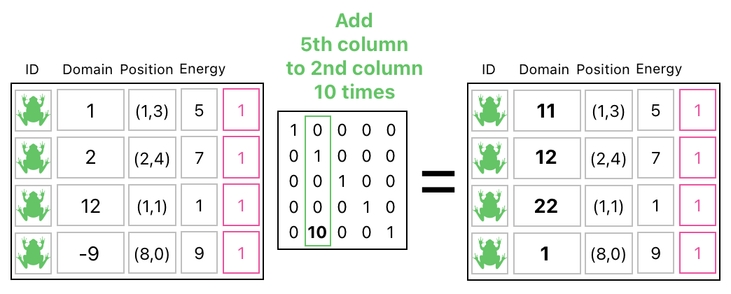 Add
5th column
to 2nd column
10 times
ID Domain Position Energy
1 (1,3) 5 1
2 (2,4) 7 1
12 (1,1) 1 1
-9 (8,0) 9 1
1 0 0 0 0
0 1 0 0 0
0 0 1 0 0
0 0 0 1 0
0 10 0 0 1
=
ID Domain Position Energy
11 (1,3) 5 1
12 (2,4) 7 1
22 (1,1) 1 1
1 (8,0) 9 1